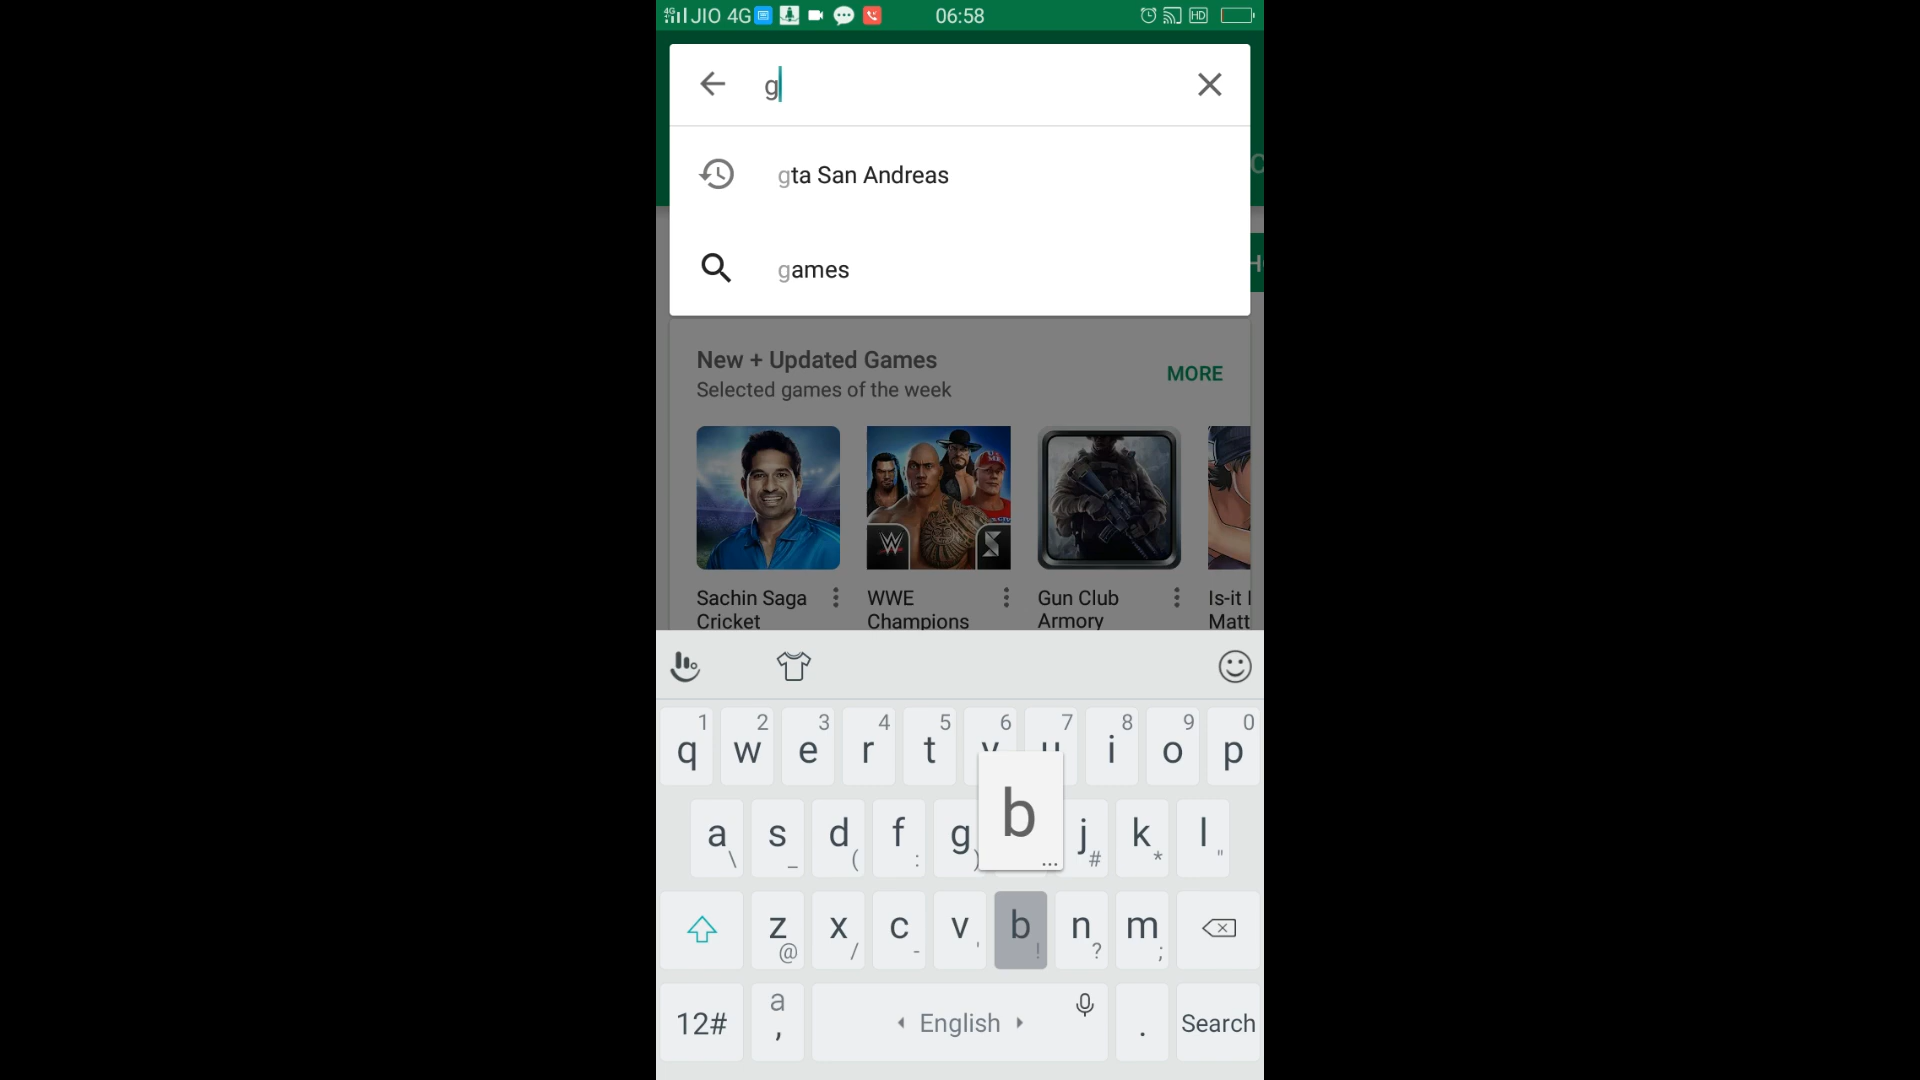 4G JIO 4G 06:58 HD
g
gta San Andreas
games
New + Updated Games
MORE
Selected games of the week
Sachin Saga Cricket
WWE Champions
Gun Club Armory
Is-it
Matt
1 2 3 4 5 6 7 8 9 0
q w e r t y u i o p
b
...
a s d f g j k l
\ _ ( : ) # * "
z x c v b n m
@ / - ' ! ? ;
12# a , English . Search